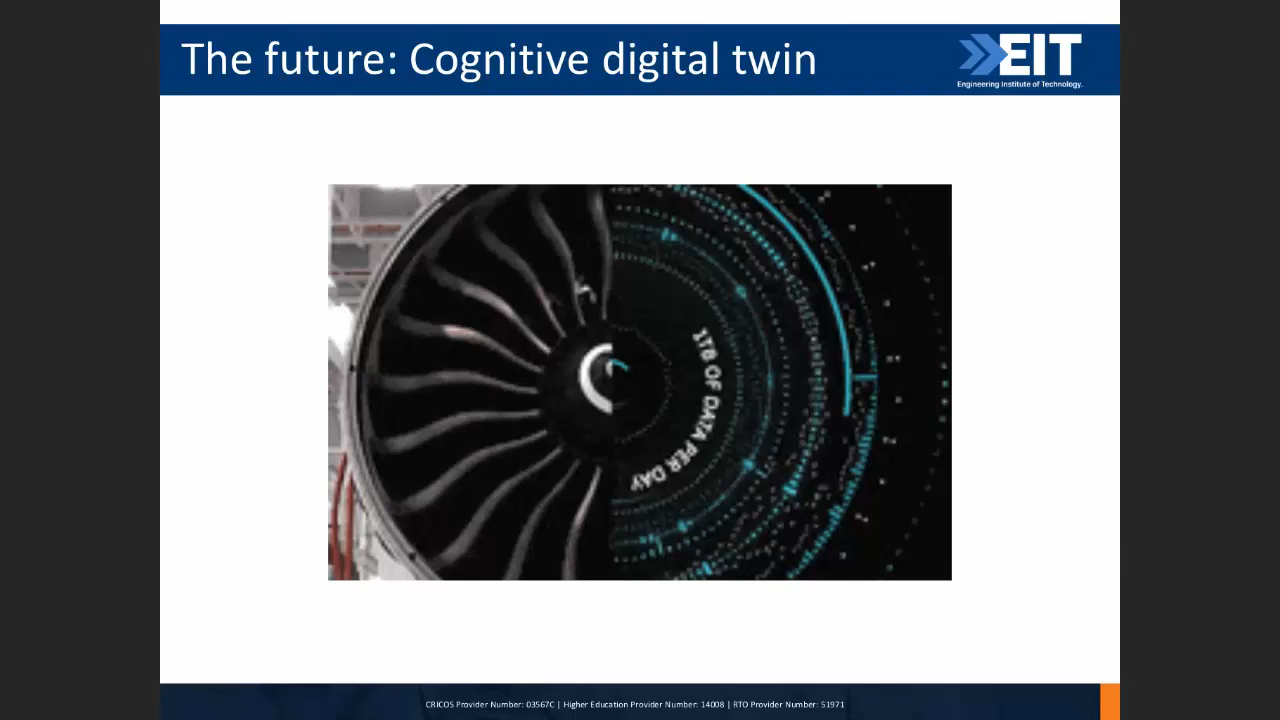 The future: Cognitive digital twin
EIT
Engineering Institute of Technology.
1TB OF DATA PER DAY
CRICOS Provider Number: 03567C | Higher Education Provider Number: 14008 | RTO Provider Number: 51971